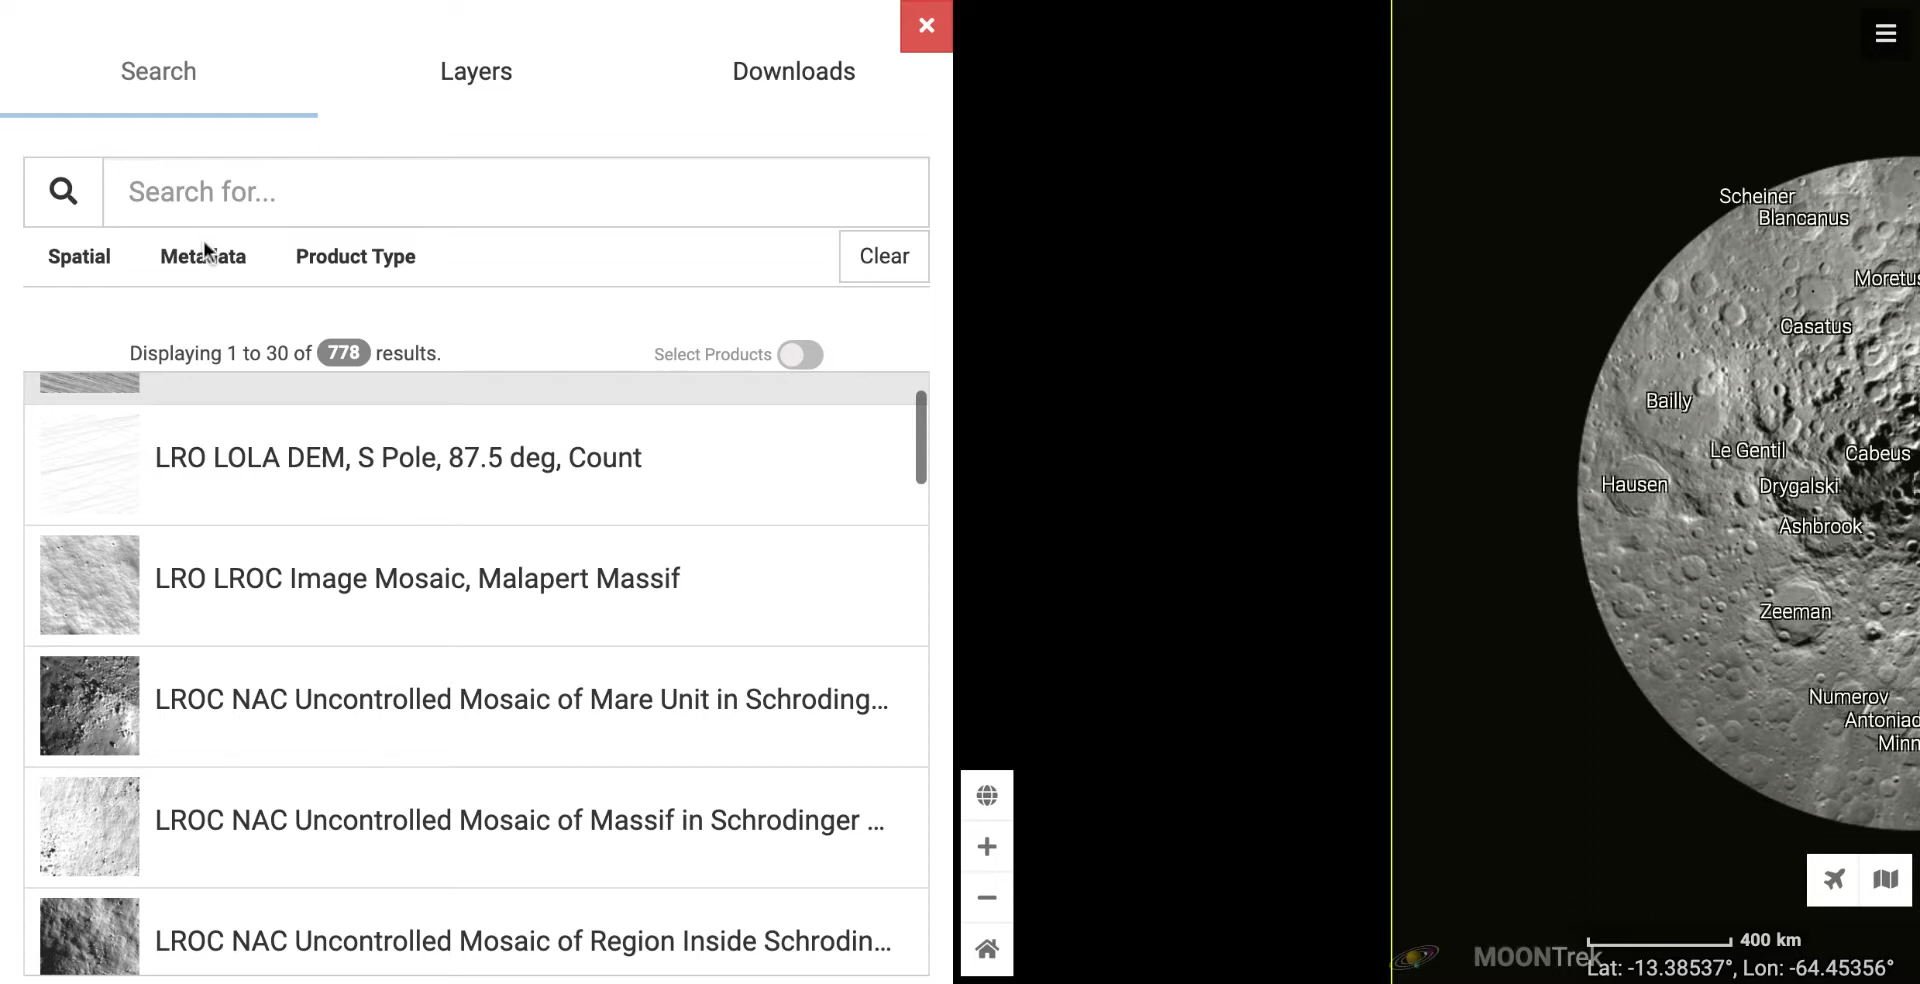 Search
Layers
Downloads
Search for...
Spatial
Metadata
Product Type
Clear
Displaying 1 to 30 of 778 results.
Select Products
LRO LOLA DEM, S Pole, 87.5 deg, Count
LRO LROC Image Mosaic, Malapert Massif
LROC NAC Uncontrolled Mosaic of Mare Unit in Schroding...
LROC NAC Uncontrolled Mosaic of Massif in Schrodinger ...
LROC NAC Uncontrolled Mosaic of Region Inside Schrodin...
Scheiner
Blancanus
Moretus
Casatus
Bailly
Le Gentil
Cabeus
Hausen
Drygalski
Ashbrook
Zeeman
Numerov
Antoniad
Minn
400 km
MOONTrek
Lat: -13.38537°, Lon: -64.45356°